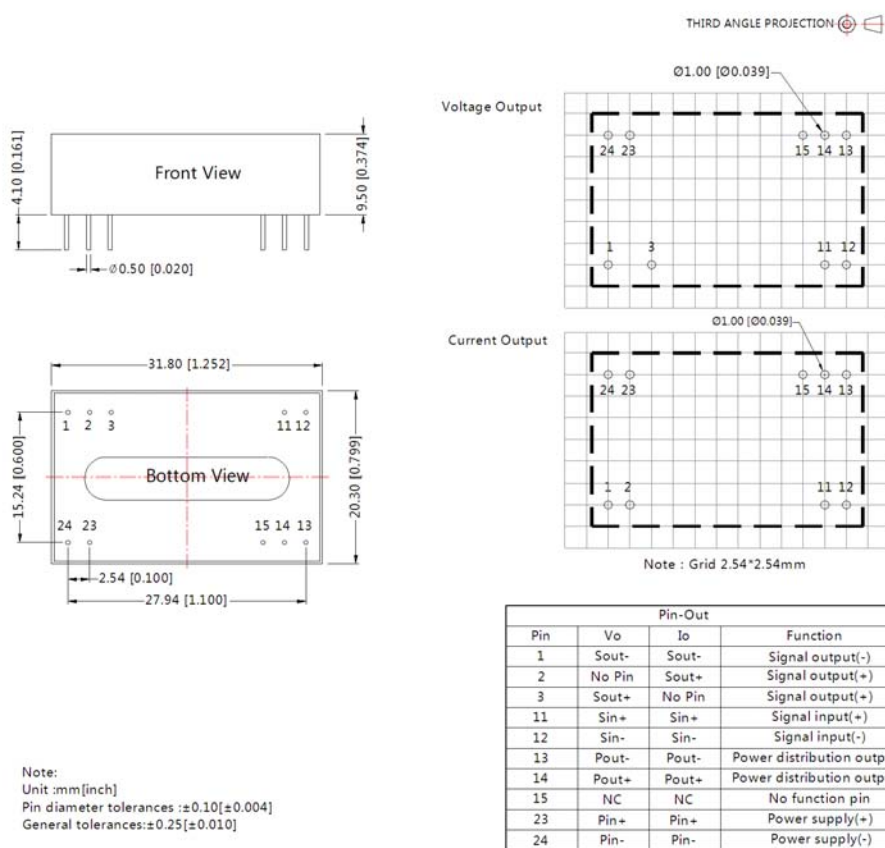 THIRD ANGLE PROJECTION
Ø1.00 [Ø0.039]
Voltage Output
24 23 15 14 13
1 3 11 12
4.10 [0.161]
Front View
9.50 [0.374]
Ø0.50 [0.020]
Current Output
Ø1.00 [Ø0.039]
24 23 15 14 13
1 2 11 12
Note : Grid 2.54*2.54mm
31.80 [1.252]
1 2 3 11 12
15.24 [0.600]
Bottom View
20.30 [0.799]
24 23 15 14 13
2.54 [0.100]
27.94 [1.100]
Pin-Out
Pin Vo Io Function
1 Sout- Sout- Signal output(-)
2 No Pin Sout+ Signal output(+)
3 Sout+ No Pin Signal output(+)
11 Sin+ Sin+ Signal input(+)
12 Sin- Sin- Signal input(-)
13 Pout- Pout- Power distribution outp
14 Pout+ Pout+ Power distribution outp
15 NC NC No function pin
23 Pin+ Pin+ Power supply(+)
24 Pin- Pin- Power supply(-)
Note:
Unit :mm[inch]
Pin diameter tolerances :±0.10[±0.004]
General tolerances:±0.25[±0.010]